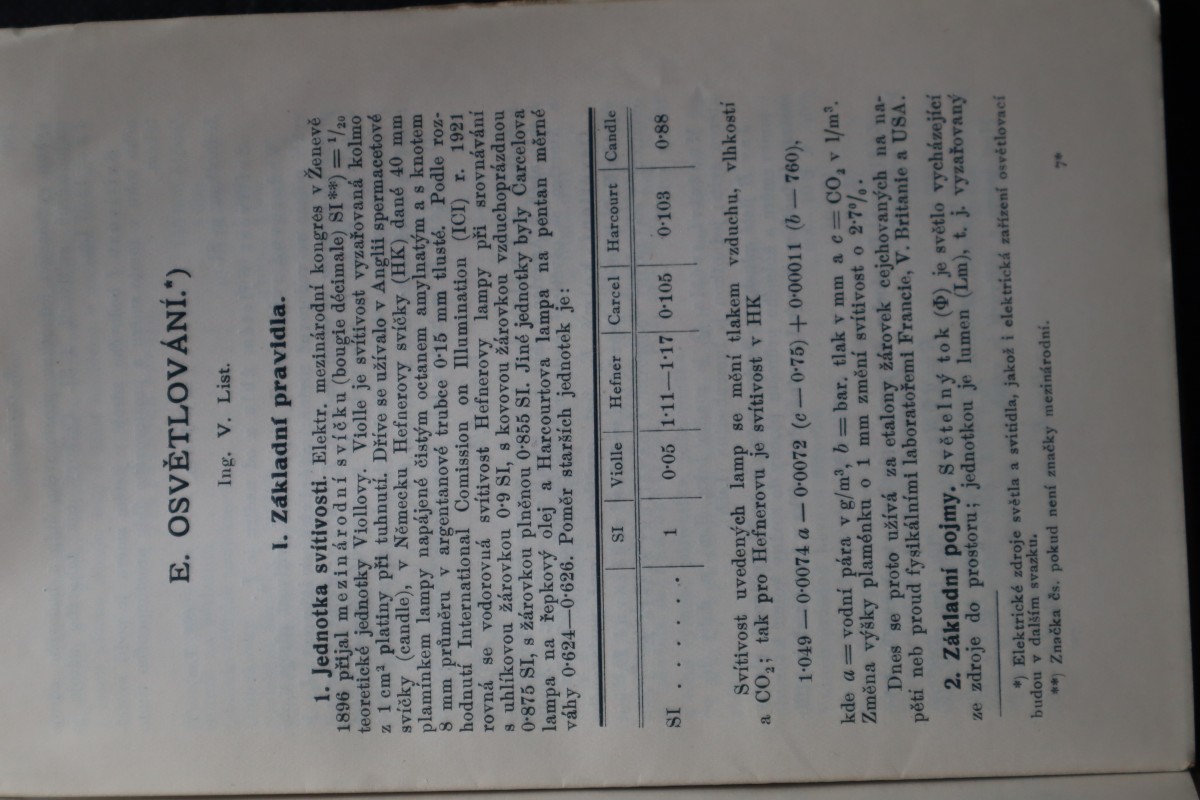 E. OSVĚTLOVÁNÍ.*)
Ing. V. List.
I. Základní pravidla.
1. Jednotka svítivosti. Elektr. mezinárodní kongres v Ženevě
1896 přijal mezinárodní svíčku (bougie décimale) SI **) = 1/20
teoretické jednotky Violleovy. Violle je svítivost vyzařovaná kolmo
z 1 cm² platiny při tuhnutí. Dříve se užívalo v Anglii spermacetové
svíčky (candle), v Německu Hefnerovy svíčky (HK) dané 40 mm
plamínkem lampy napájené čistým octanem amylnatým a s knotem
8 mm průměru v argentanové trubce 0·15 mm tlusté. Podle roz-
hodnutí International Comission on Illumination (ICI) r. 1921
rovná se vodorovná svítivost Hefnerovy lampy při srovnávání
s uhlíkovou žárovkou 0·9 SI, s kovovou žárovkou vzduchoprázdnou
0·875 SI, s žárovkou plněnou 0·855 SI. Jiné jednotky byly Carcelova
lampa na řepkový olej a Harcourtova lampa na pentan měrné
váhy 0·624—0·626. Poměr starších jednotek je:
SI Violle Hefner Carcel Harcourt Candle
SI . . . . . . . 1 0·05 1·11—1·17 0·105 0·103 0·88
Svítivost uvedených lamp se mění tlakem vzduchu, vlhkostí
a CO₂; tak pro Hefnerovu je svítivost v HK
1·049 — 0·0074 a — 0·0072 (c — 0·75) + 0·00011 (b — 760),
kde a = vodní pára v g/m³, b = bar. tlak v mm a c = CO₂ v l/m³.
Změna výšky plaménku o 1 mm změní svítivost o 2·7%.
Dnes se proto užívá za etalony žárovek cejchovaných na na-
pětí neb proud fysikálními laboratořemi Francie, V. Britanie a USA.
2. Základní pojmy. Světelný tok (Φ) je světlo vycházející
ze zdroje do prostoru; jednotkou je lumen (Lm), t. j. vyzařovaný
*) Elektrické zdroje světla a svítidla, jakož i elektrická zařízení osvětlovací
budou v dalším svazku.
**) Značka čs. pokud není značky mezinárodní.
7*